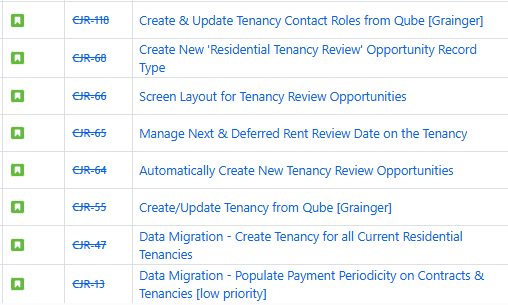 CJR-118 Create & Update Tenancy Contact Roles from Qube [Grainger]
CJR-68 Create New 'Residential Tenancy Review' Opportunity Record
Type
CJR-66 Screen Layout for Tenancy Review Opportunities
CJR-65 Manage Next & Deferred Rent Review Date on the Tenancy
CJR-64 Automatically Create New Tenancy Review Opportunities
CJR-55 Create/Update Tenancy from Qube [Grainger]
CJR-47 Data Migration - Create Tenancy for all Current Residential
Tenancies
CJR-13 Data Migration - Populate Payment Periodicity on Contracts &
Tenancies [low priority]